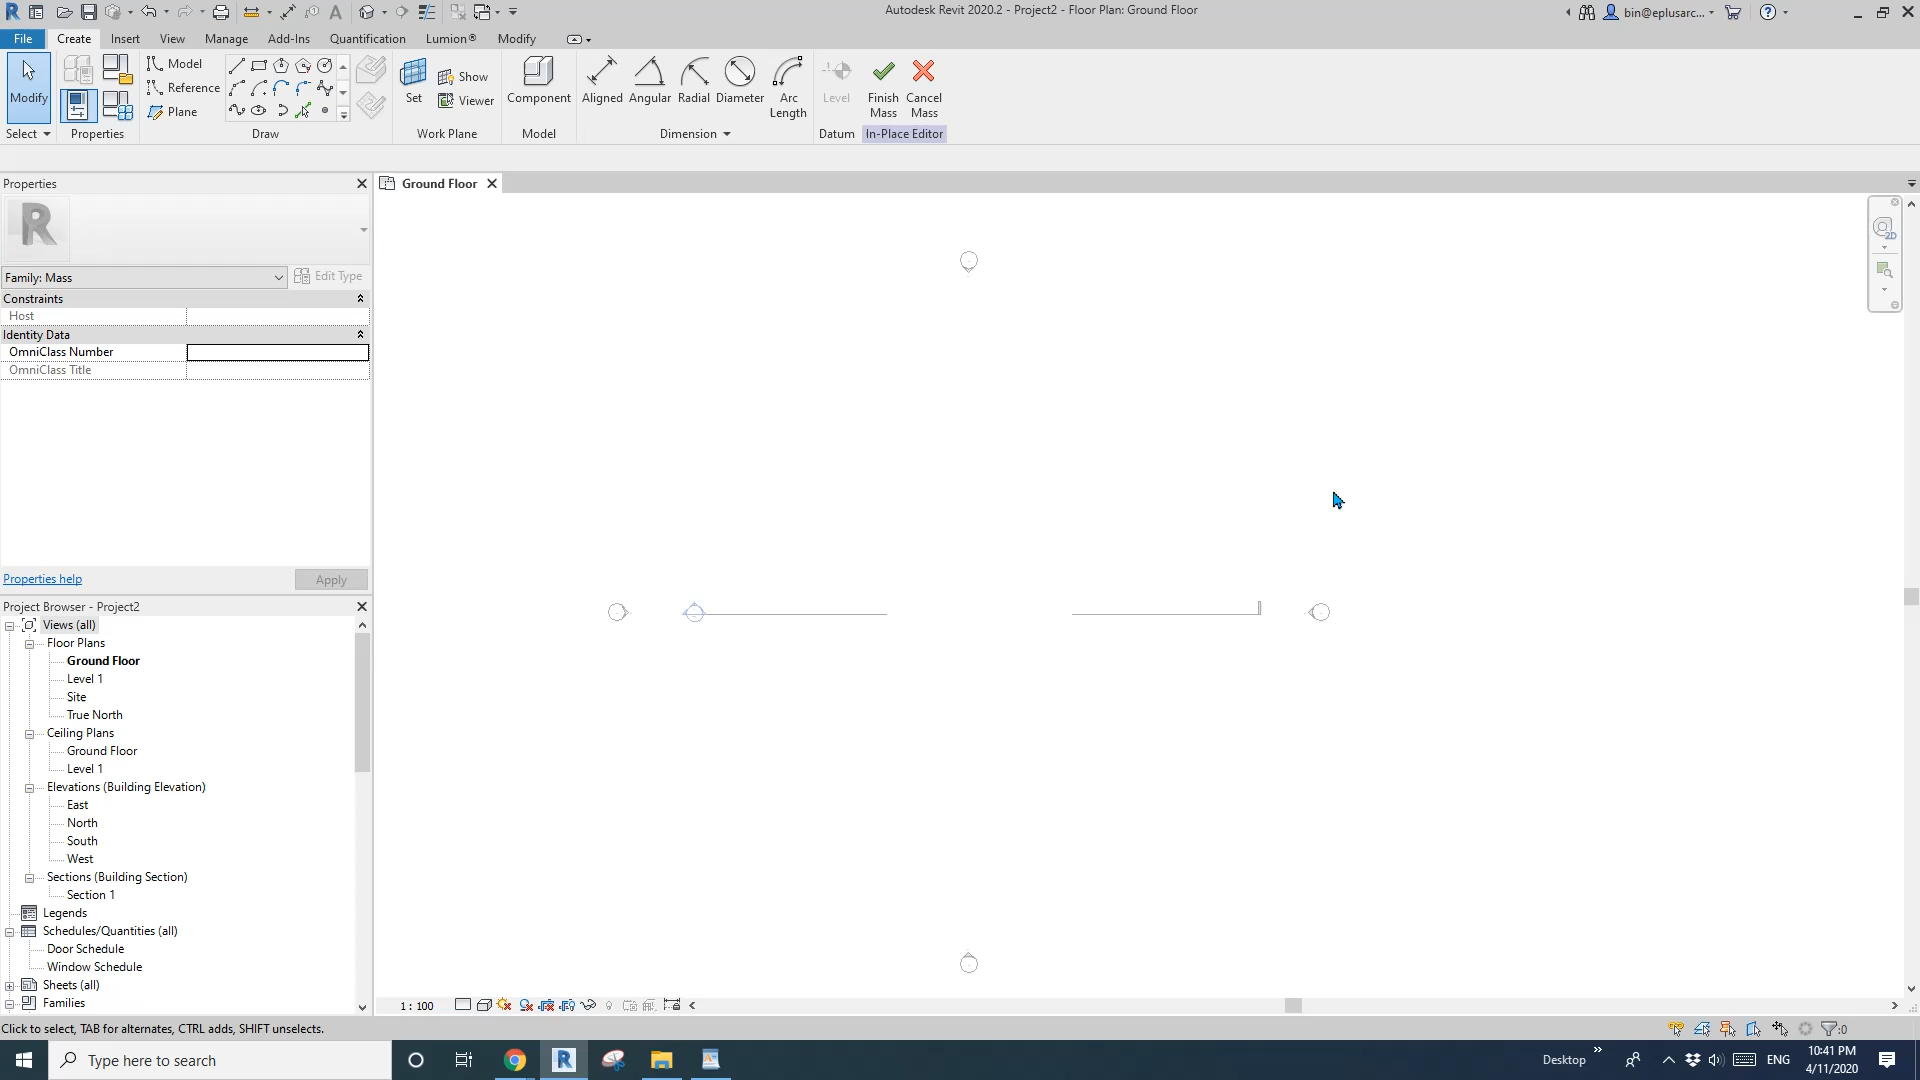 Autodesk Revit 2020.2 - Project2 - Floor Plan: Ground Floor
bin@eplusarc...
File Create Insert View Manage Add-Ins Quantification Lumion® Modify
Modify
Select
Properties
Model
Reference
Plane
Draw
Set
Show
Viewer
Work Plane
Component
Model
Aligned Angular Radial Diameter Arc Length
Dimension
Level
Datum
Finish Mass
Cancel Mass
In-Place Editor
Properties
Ground Floor
2D
R
Family: Mass
Edit Type
Constraints
Host
Identity Data
OmniClass Number
OmniClass Title
Properties help
Apply
Project Browser - Project2
Views (all)
Floor Plans
Ground Floor
Level 1
Site
True North
Ceiling Plans
Ground Floor
Level 1
Elevations (Building Elevation)
East
North
South
West
Sections (Building Section)
Section 1
Legends
Schedules/Quantities (all)
Door Schedule
Window Schedule
Sheets (all)
Families
1 : 100
Click to select, TAB for alternates, CTRL adds, SHIFT unselects.
:0
Type here to search
Desktop
ENG
10:41 PM
4/11/2020